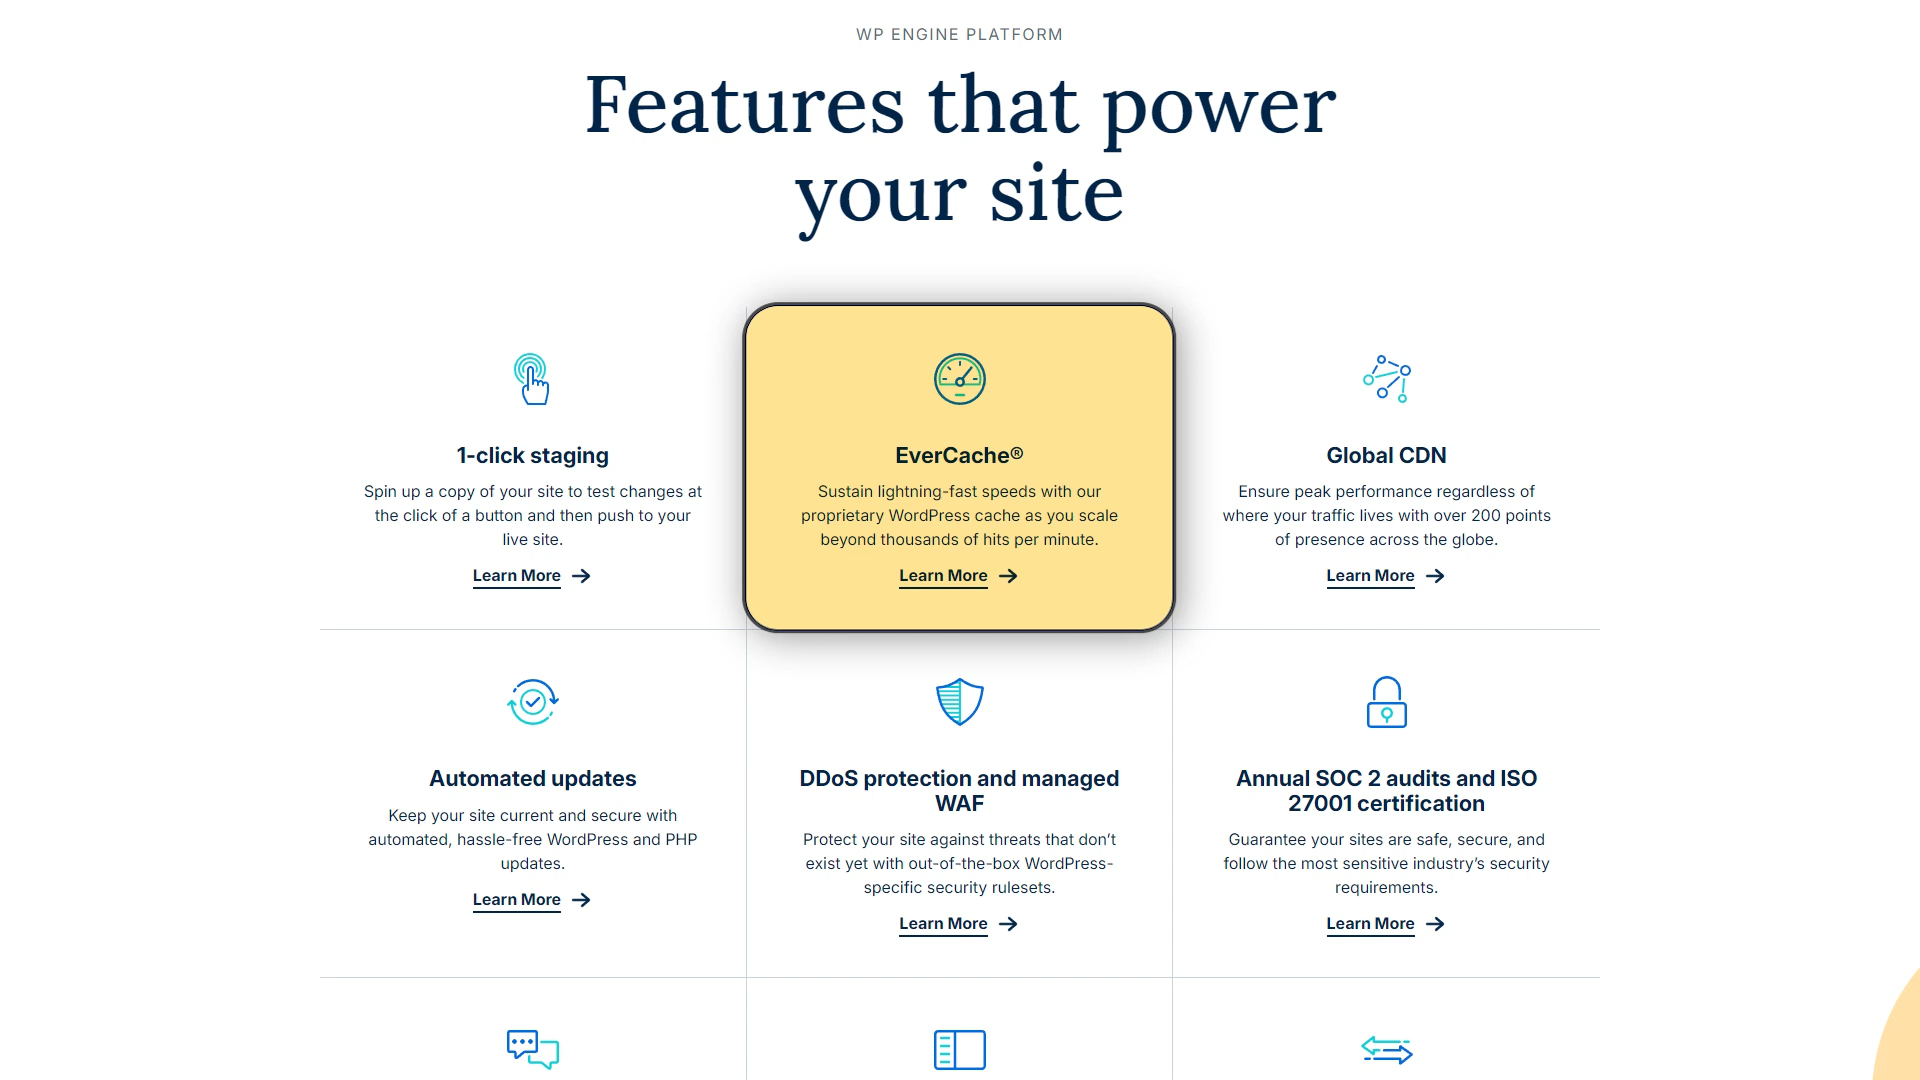 WP ENGINE PLATFORM
Features that power
your site
1-click staging
Spin up a copy of your site to test changes at
the click of a button and then push to your
live site.
Learn More
EverCache®
Sustain lightning-fast speeds with our
proprietary WordPress cache as you scale
beyond thousands of hits per minute.
Learn More
Global CDN
Ensure peak performance regardless of
where your traffic lives with over 200 points
of presence across the globe.
Learn More
Automated updates
Keep your site current and secure with
automated, hassle-free WordPress and PHP
updates.
Learn More
DDoS protection and managed
WAF
Protect your site against threats that don’t
exist yet with out-of-the-box WordPress-
specific security rulesets.
Learn More
Annual SOC 2 audits and ISO
27001 certification
Guarantee your sites are safe, secure, and
follow the most sensitive industry’s security
requirements.
Learn More